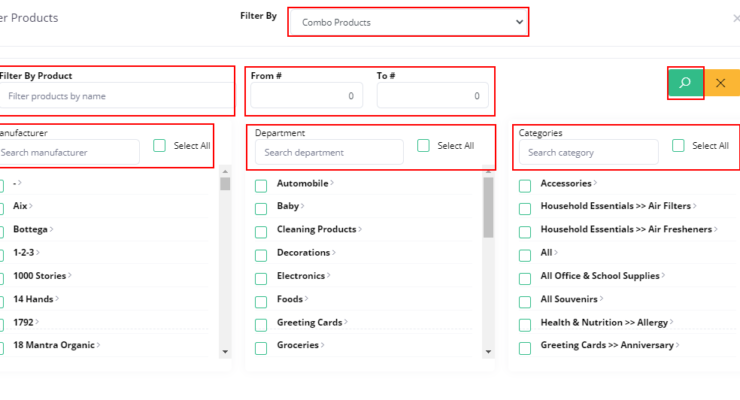 er Products
Filter By
Combo Products
Filter By Product
From #
To #
Filter products by name
0
0
anufacturer
Search manufacturer
Select All
Department
Search department
Select All
Categories
Search category
Select All
-
Aix
Bottega
1-2-3
1000 Stories
14 Hands
1792
18 Mantra Organic
Automobile
Baby
Cleaning Products
Decorations
Electronics
Foods
Greeting Cards
Groceries
Accessories
Household Essentials >> Air Filters
Household Essentials >> Air Fresheners
All
All Office & School Supplies
All Souvenirs
Health & Nutrition >> Allergy
Greeting Cards >> Anniversary